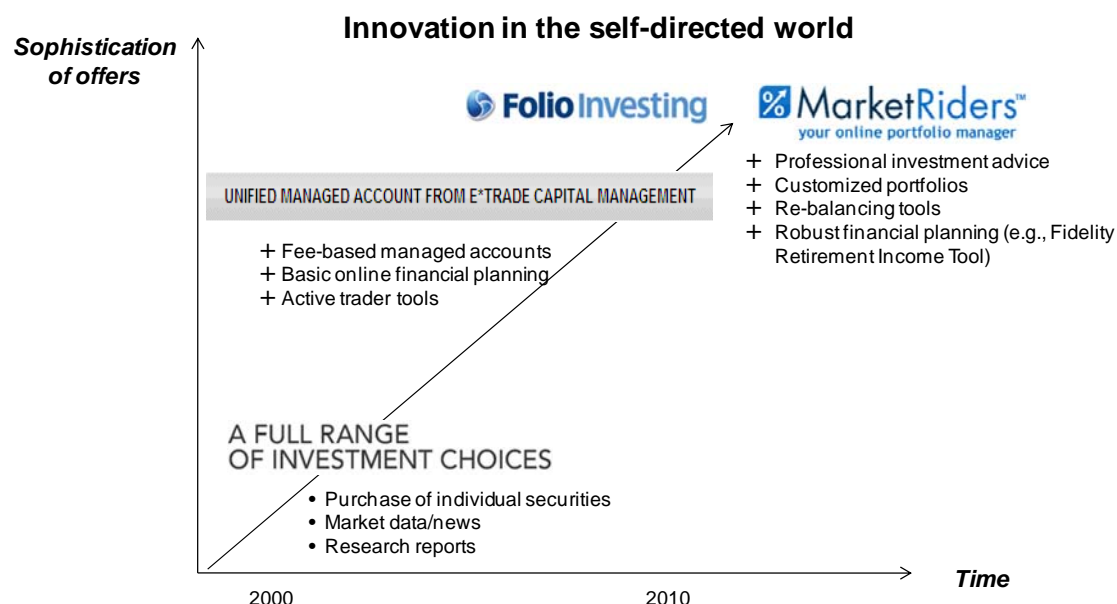 Innovation in the self-directed world
Sophistication
of offers
Folio Investing
% MarketRiders™
your online portfolio manager
+ Professional investment advice
+ Customized portfolios
+ Re-balancing tools
+ Robust financial planning (e.g., Fidelity
Retirement Income Tool)
UNIFIED MANAGED ACCOUNT FROM E*TRADE CAPITAL MANAGEMENT
+ Fee-based managed accounts
+ Basic online financial planning
+ Active trader tools
A FULL RANGE
OF INVESTMENT CHOICES
• Purchase of individual securities
• Market data/news
• Research reports
Time
2000
2010